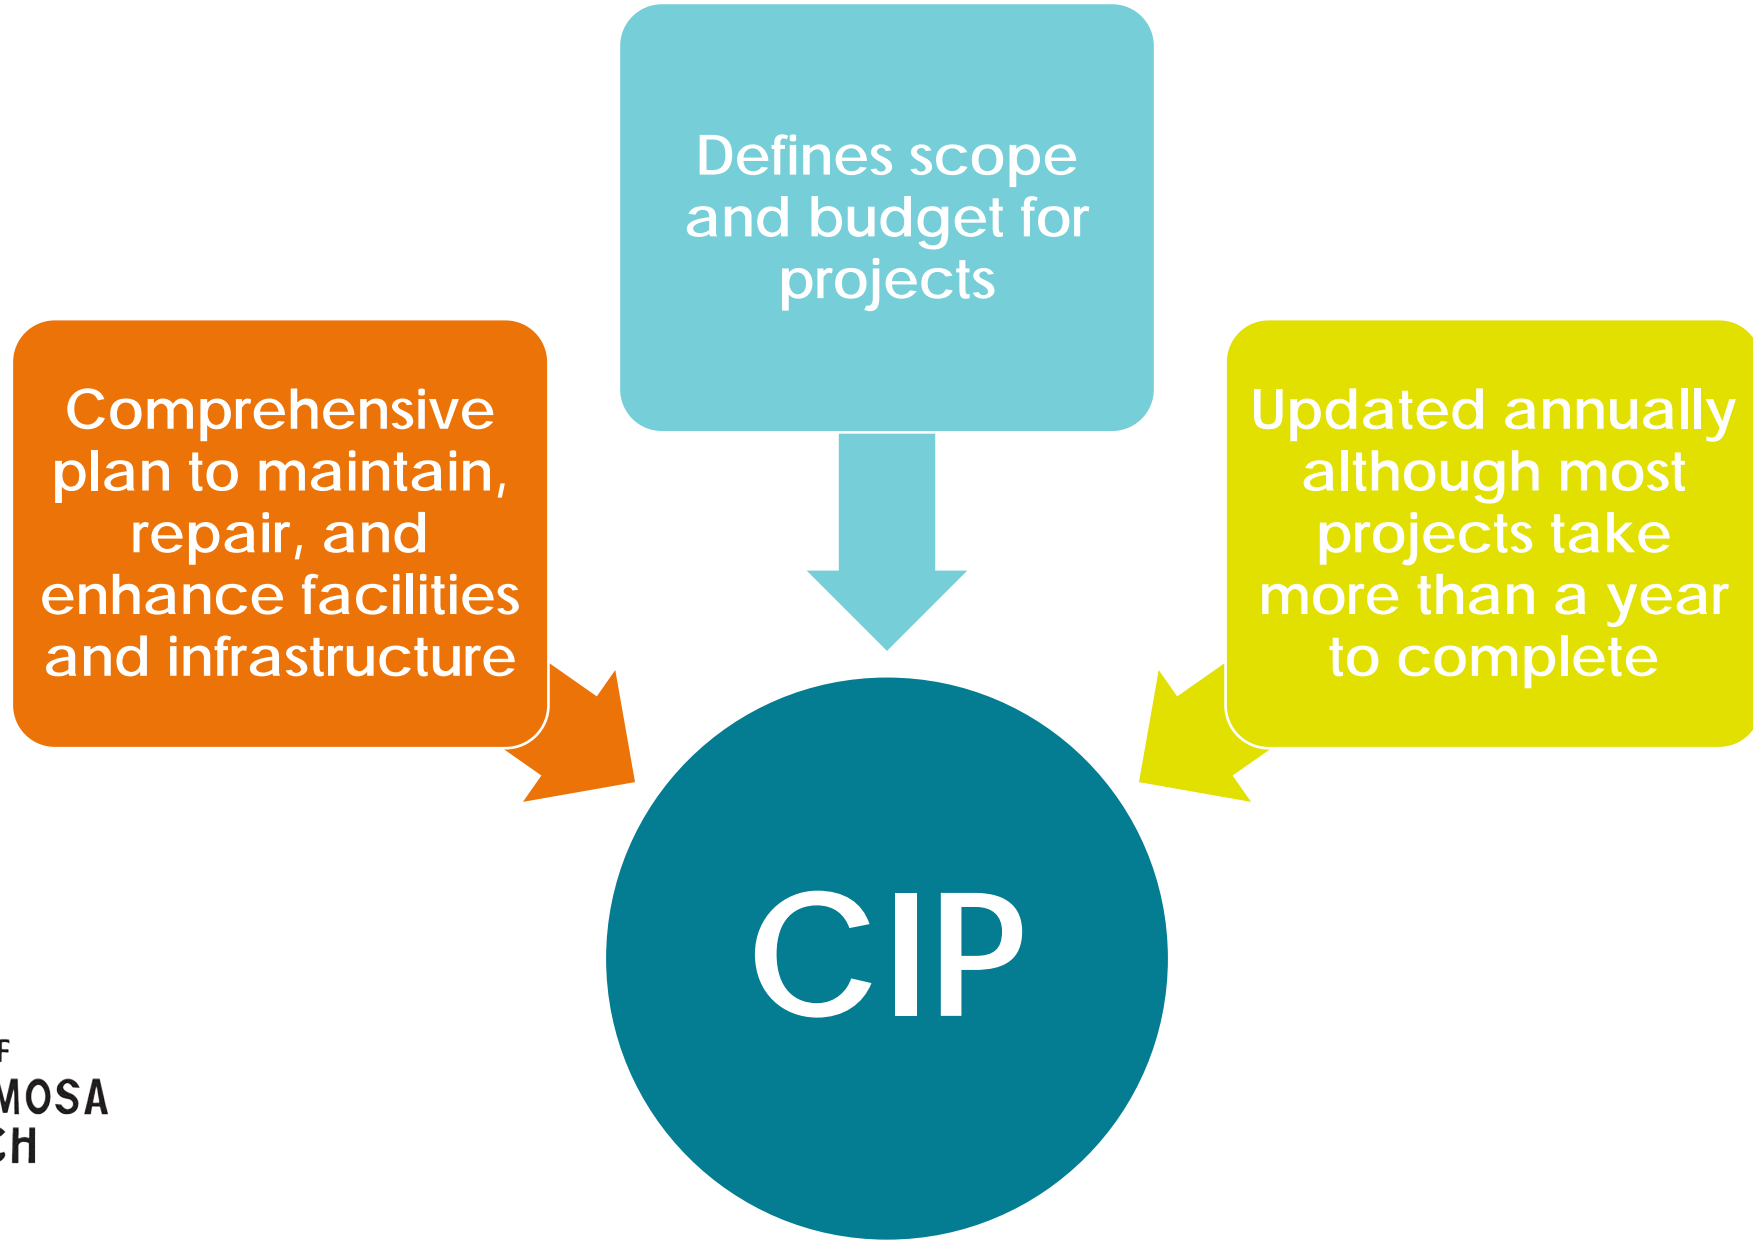 Defines scope
and budget for
projects
Comprehensive
plan to maintain,
repair, and
enhance facilities
and infrastructure
Updated annually
although most
projects take
more than a year
to complete
CIP
F
MOSA
CH